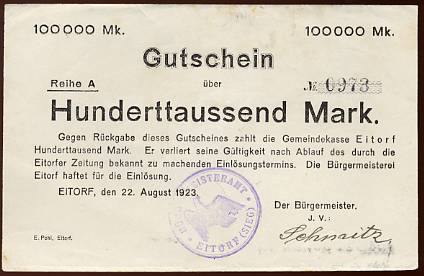 100000 Mk. 100000 Mk.
Gutschein
Reihe A über № 0973
Hunderttaussend Mark.
Gegen Rückgabe dieses Gutscheines zahlt die Gemeindekasse Eitorf
Hunderttausend Mark. Er verliert seine Gültigkeit nach Ablauf des durch die
Eitorfer Zeitung bekannt zu machenden Einlösungstermins. Die Bürgermeisterei
Eitorf haftet für die Einlösung.
EITORF, den 22. August 1923.
BÜRGERMEISTERAMT
EITORF (SIEG)
Der Bürgermeister.
J. V.:
Schmitz
E. Pohl, Eitorf.